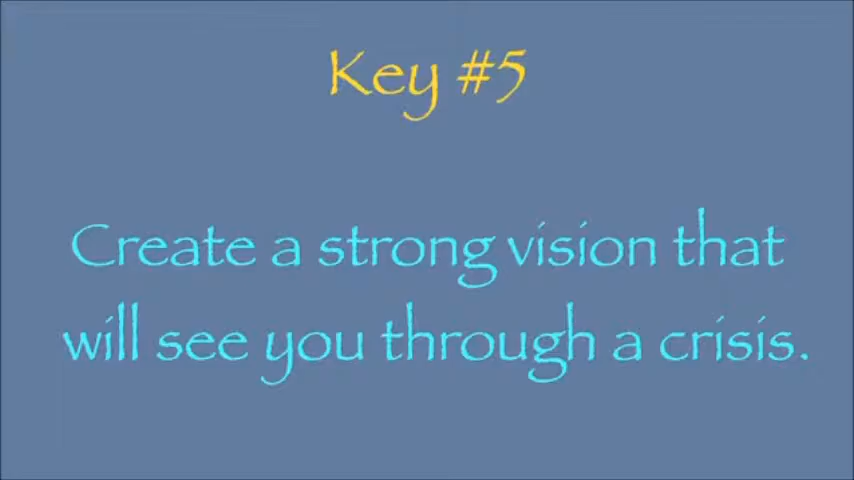 Key #5
Create a strong vision that
will see you through a crisis.